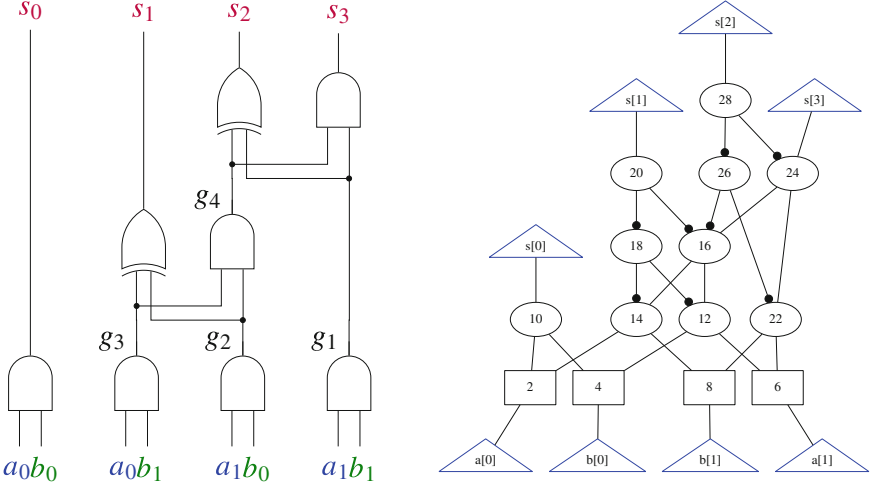 s0 s1 s2 s3
g4
g3 g2 g1
a0b0 a0b1 a1b0 a1b1
s[2]
28
s[1] s[3]
20 26 24
s[0] 18 16
10 14 12 22
2 4 8 6
a[0] b[0] b[1] a[1]